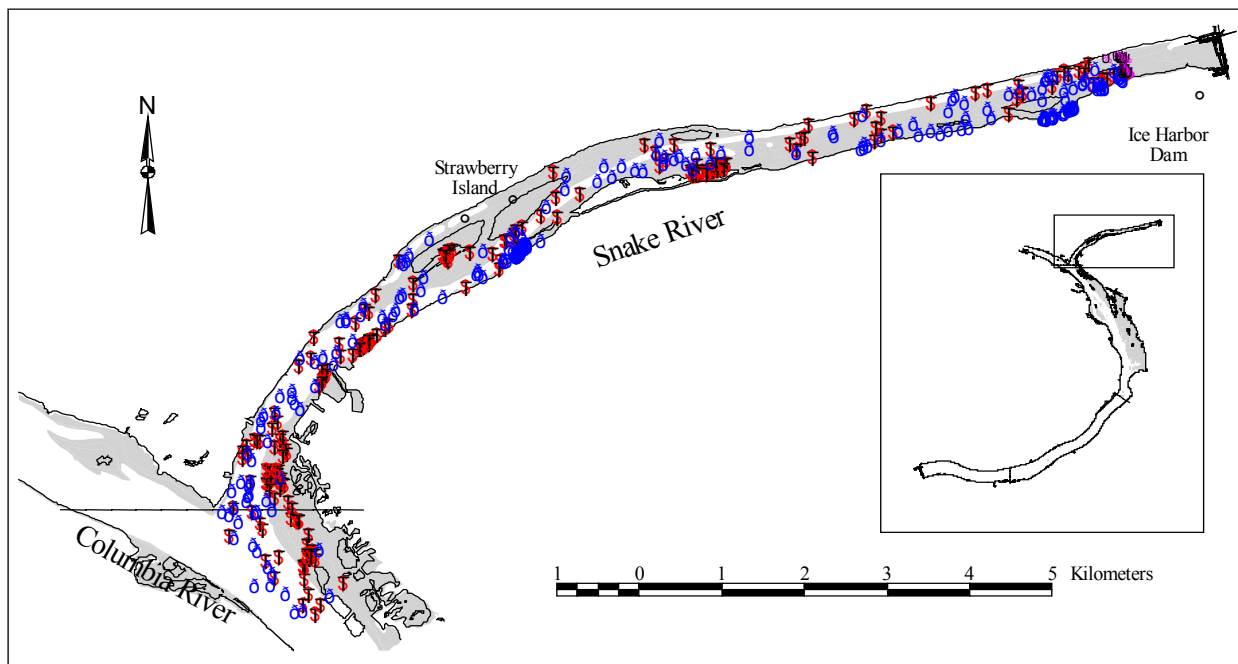 N
Strawberry
Island
Ice Harbor
Dam
Snake River
Columbia River
1 0 1 2 3 4 5 Kilometers